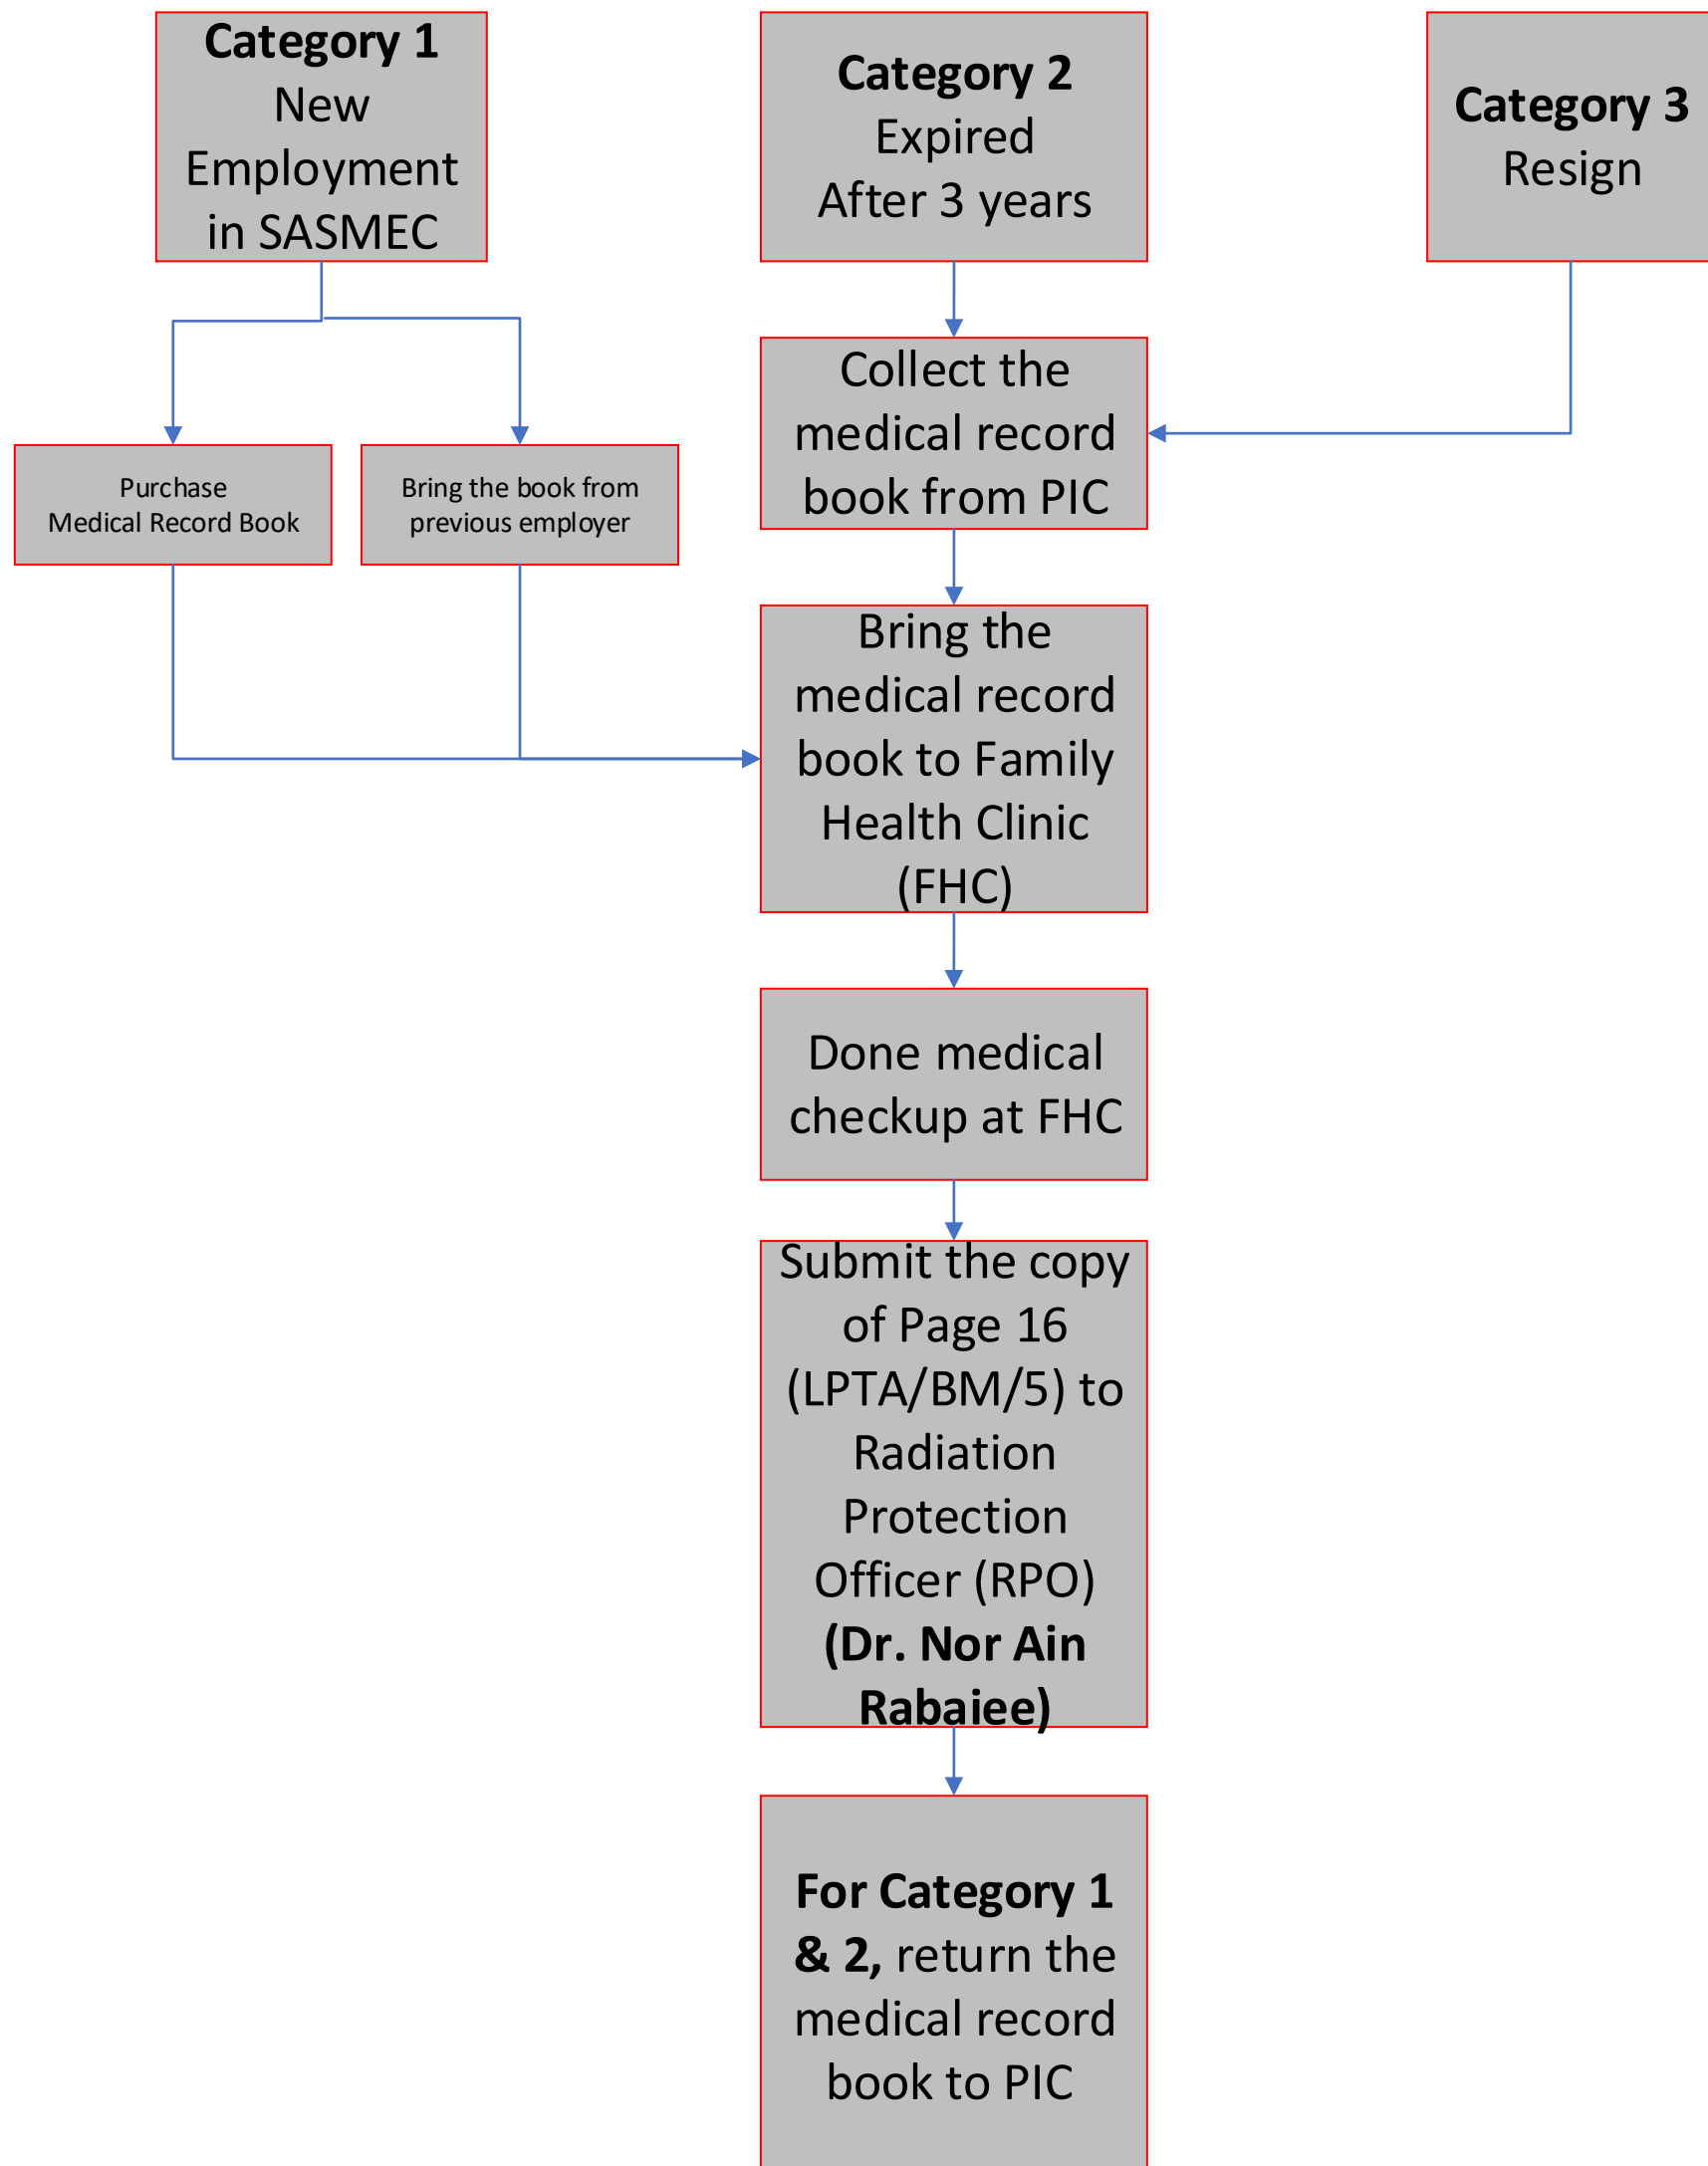 Category 1
New
Employment
in SASMEC
Category 2
Expired
After 3 years
Category 3
Resign
Purchase
Medical Record Book
Bring the book from
previous employer
Collect the
medical record
book from PIC
Bring the
medical record
book to Family
Health Clinic
(FHC)
Done medical
checkup at FHC
Submit the copy
of Page 16
(LPTA/BM/5) to
Radiation
Protection
Officer (RPO)
(Dr. Nor Ain
Rabaiee)
For Category 1
& 2, return the
medical record
book to PIC